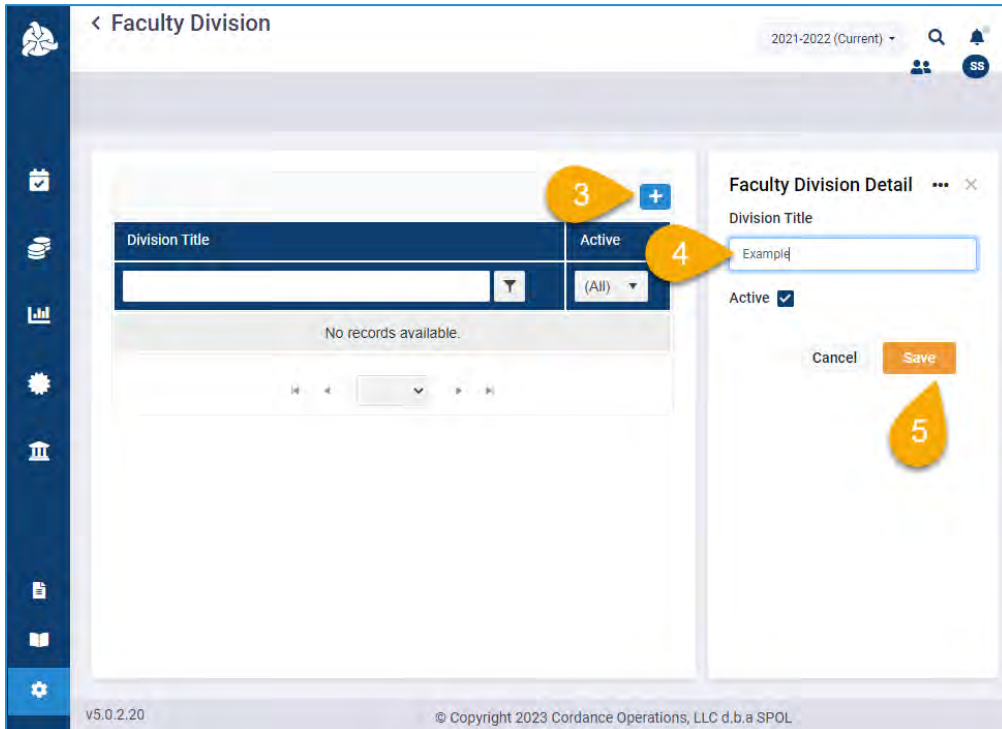 < Faculty Division
2021-2022 (Current)
SS
3
+
Division Title
Active
(All)
No records available.
Faculty Division Detail ••• ×
Division Title
4
Example
Active
Cancel
Save
5
v5.0.2.20
© Copyright 2023 Cordance Operations, LLC d.b.a SPOL